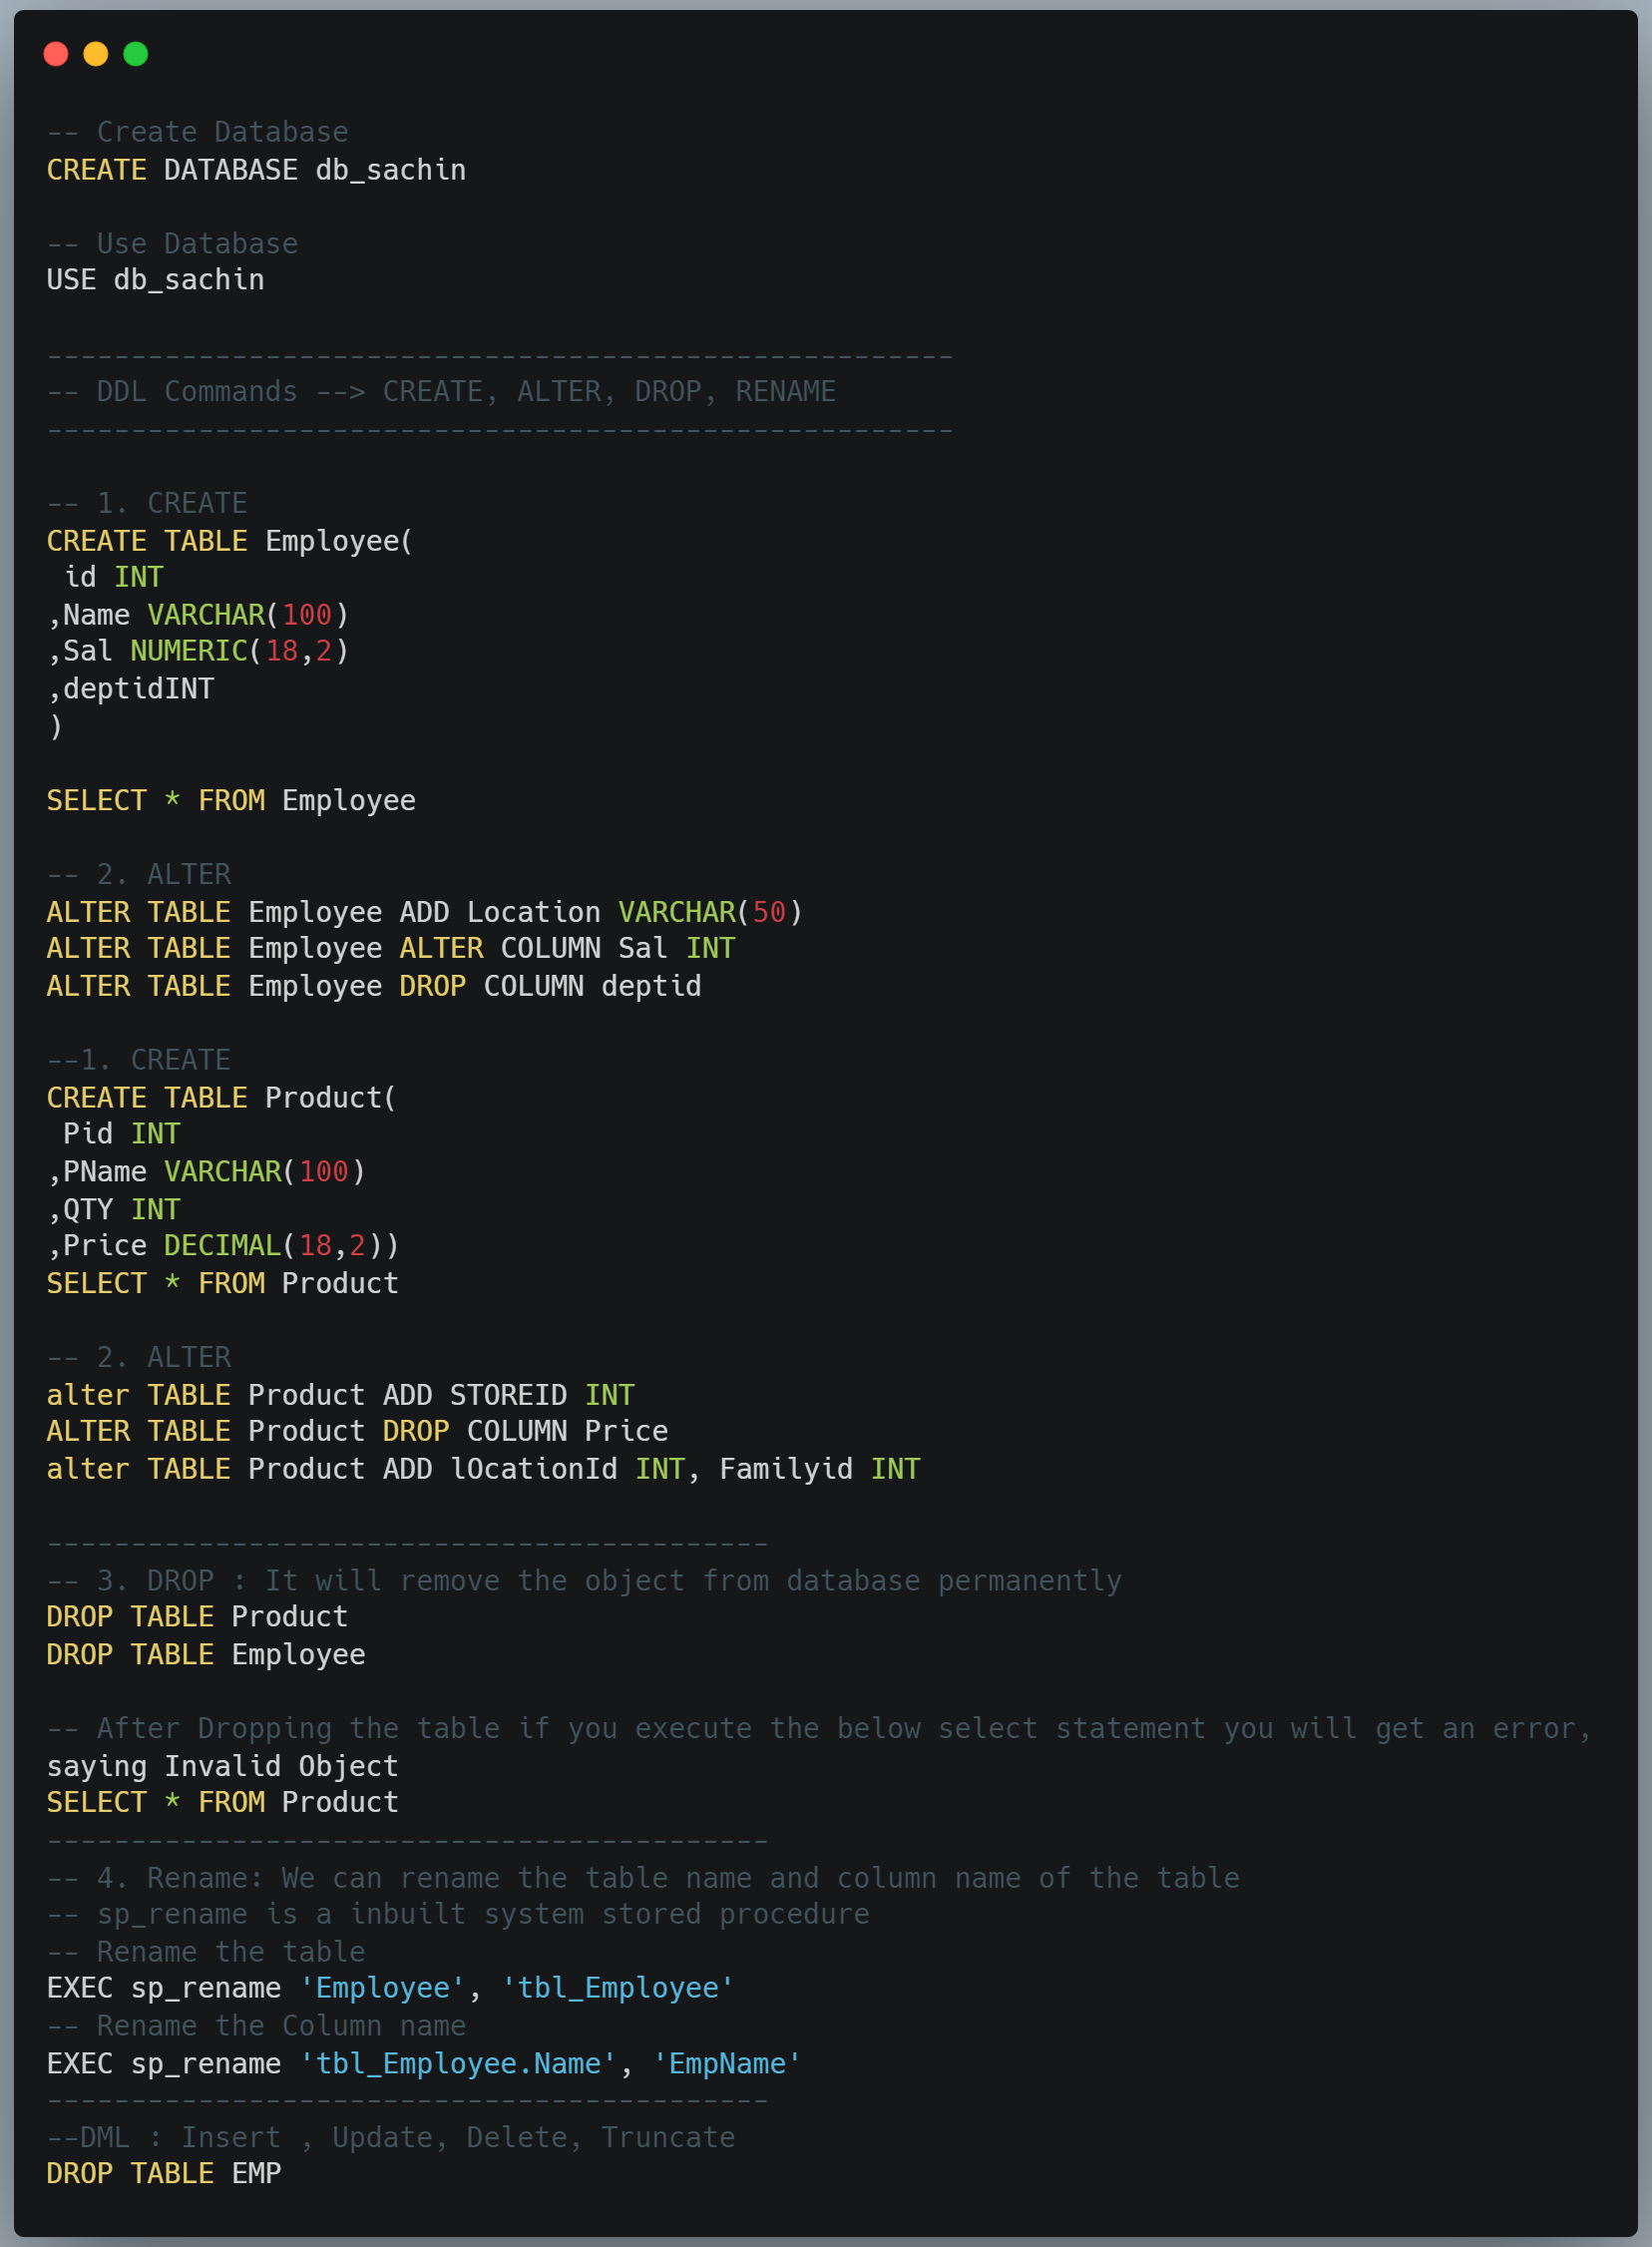 -- Create Database
CREATE DATABASE db_sachin
-- Use Database
USE db_sachin
------------------------------------------------------
-- DDL Commands --> CREATE, ALTER, DROP, RENAME
------------------------------------------------------
-- 1. CREATE
CREATE TABLE Employee(
 id INT
,Name VARCHAR(100)
,Sal NUMERIC(18,2)
,deptidINT
)
SELECT * FROM Employee
-- 2. ALTER
ALTER TABLE Employee ADD Location VARCHAR(50)
ALTER TABLE Employee ALTER COLUMN Sal INT
ALTER TABLE Employee DROP COLUMN deptid
--1. CREATE
CREATE TABLE Product(
 Pid INT
,PName VARCHAR(100)
,QTY INT
,Price DECIMAL(18,2))
SELECT * FROM Product
-- 2. ALTER
alter TABLE Product ADD STOREID INT
ALTER TABLE Product DROP COLUMN Price
alter TABLE Product ADD lOcationId INT, Familyid INT
-------------------------------------------
-- 3. DROP : It will remove the object from database permanently
DROP TABLE Product
DROP TABLE Employee
-- After Dropping the table if you execute the below select statement you will get an error,
saying Invalid Object
SELECT * FROM Product
-------------------------------------------
-- 4. Rename: We can rename the table name and column name of the table
-- sp_rename is a inbuilt system stored procedure
-- Rename the table
EXEC sp_rename 'Employee', 'tbl_Employee'
-- Rename the Column name
EXEC sp_rename 'tbl_Employee.Name', 'EmpName'
-------------------------------------------
--DML : Insert , Update, Delete, Truncate
DROP TABLE EMP